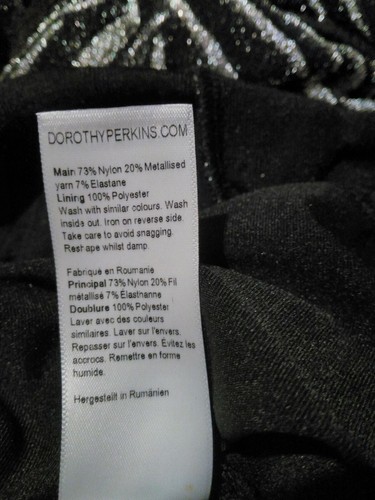 DOROTHYPERKINS.COM
Main 73% Nylon 20% Metallised
yarn 7% Elastane
Lining 100% Polyester
Wash with similar colours. Wash
inside out. Iron on reverse side.
Take care to avoid snagging.
Reshape whilst damp.
Fabriqué en Roumanie
Principal 73% Nylon 20% Fil
métallisé 7% Elasthanne
Doublure 100% Polyester
Laver avec des couleurs
similaires. Laver sur l'envers.
Repasser sur l'envers. Évitez les
accrocs. Remettre en forme
humide.
Hergestellt in Rumänien